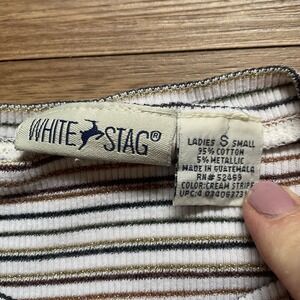 WHITE STAG®
LADIES S SMALL
95% COTTON
5% METALLIC
MADE IN GUATEMALA
RN# 52469
COLOR:CREAM STRIPE